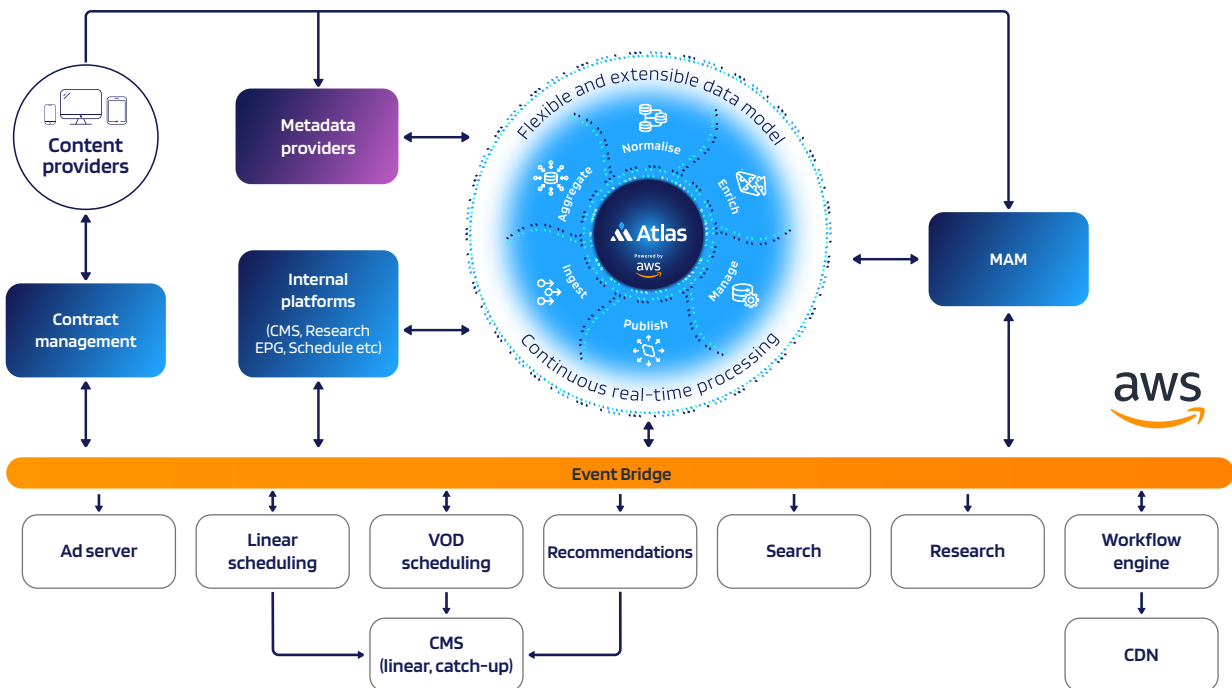 Content
providers
Metadata
providers
Flexible and extensible data model
Normalise
Aggregate
Enrich
Atlas
Powered by
aws
Ingest
Manage
Publish
Continuous real-time processing
MAM
Internal
platforms
(CMS, Research
EPG, Schedule etc)
Contract
management
aws
Event Bridge
Ad server
Linear
scheduling
VOD
scheduling
Recommendations
Search
Research
Workflow
engine
CMS
(linear, catch-up)
CDN